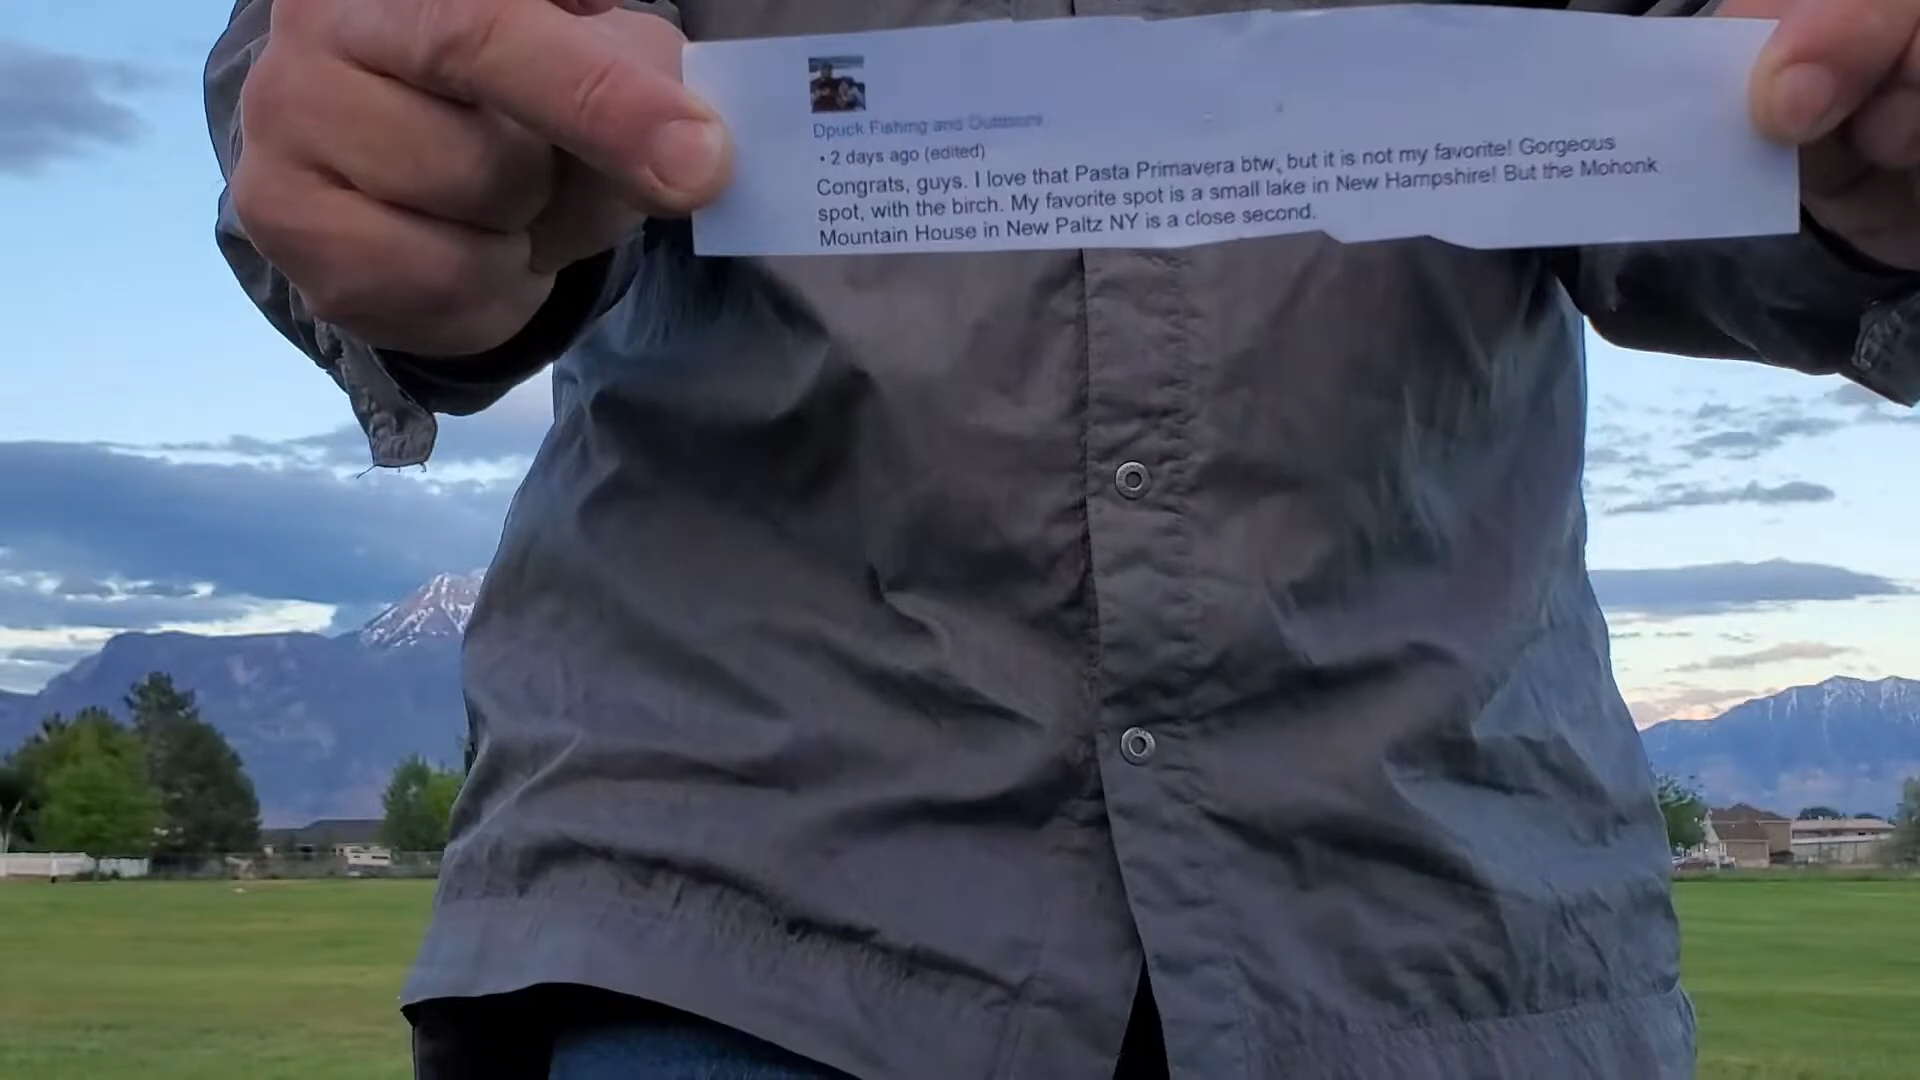 Dpuck Fishing and Outdoors
• 2 days ago (edited)
Congrats, guys. I love that Pasta Primavera btw, but it is not my favorite! Gorgeous
spot, with the birch. My favorite spot is a small lake in New Hampshire! But the Mohonk
Mountain House in New Paltz NY is a close second.